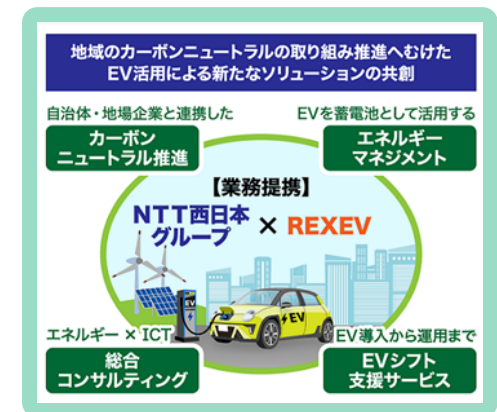 地域のカーボンニュートラルの取り組み推進へむけた
EV活用による新たなソリューションの共創
自治体・地場企業と連携した
カーボン
ニュートラル推進
EVを蓄電池として活用する
エネルギー
マネジメント
【業務提携】
NTT西日本
グループ
×
REXEV
EV
EV
エネルギー × ICT
総合
コンサルティング
EV導入から運用まで
EVシフト
支援サービス